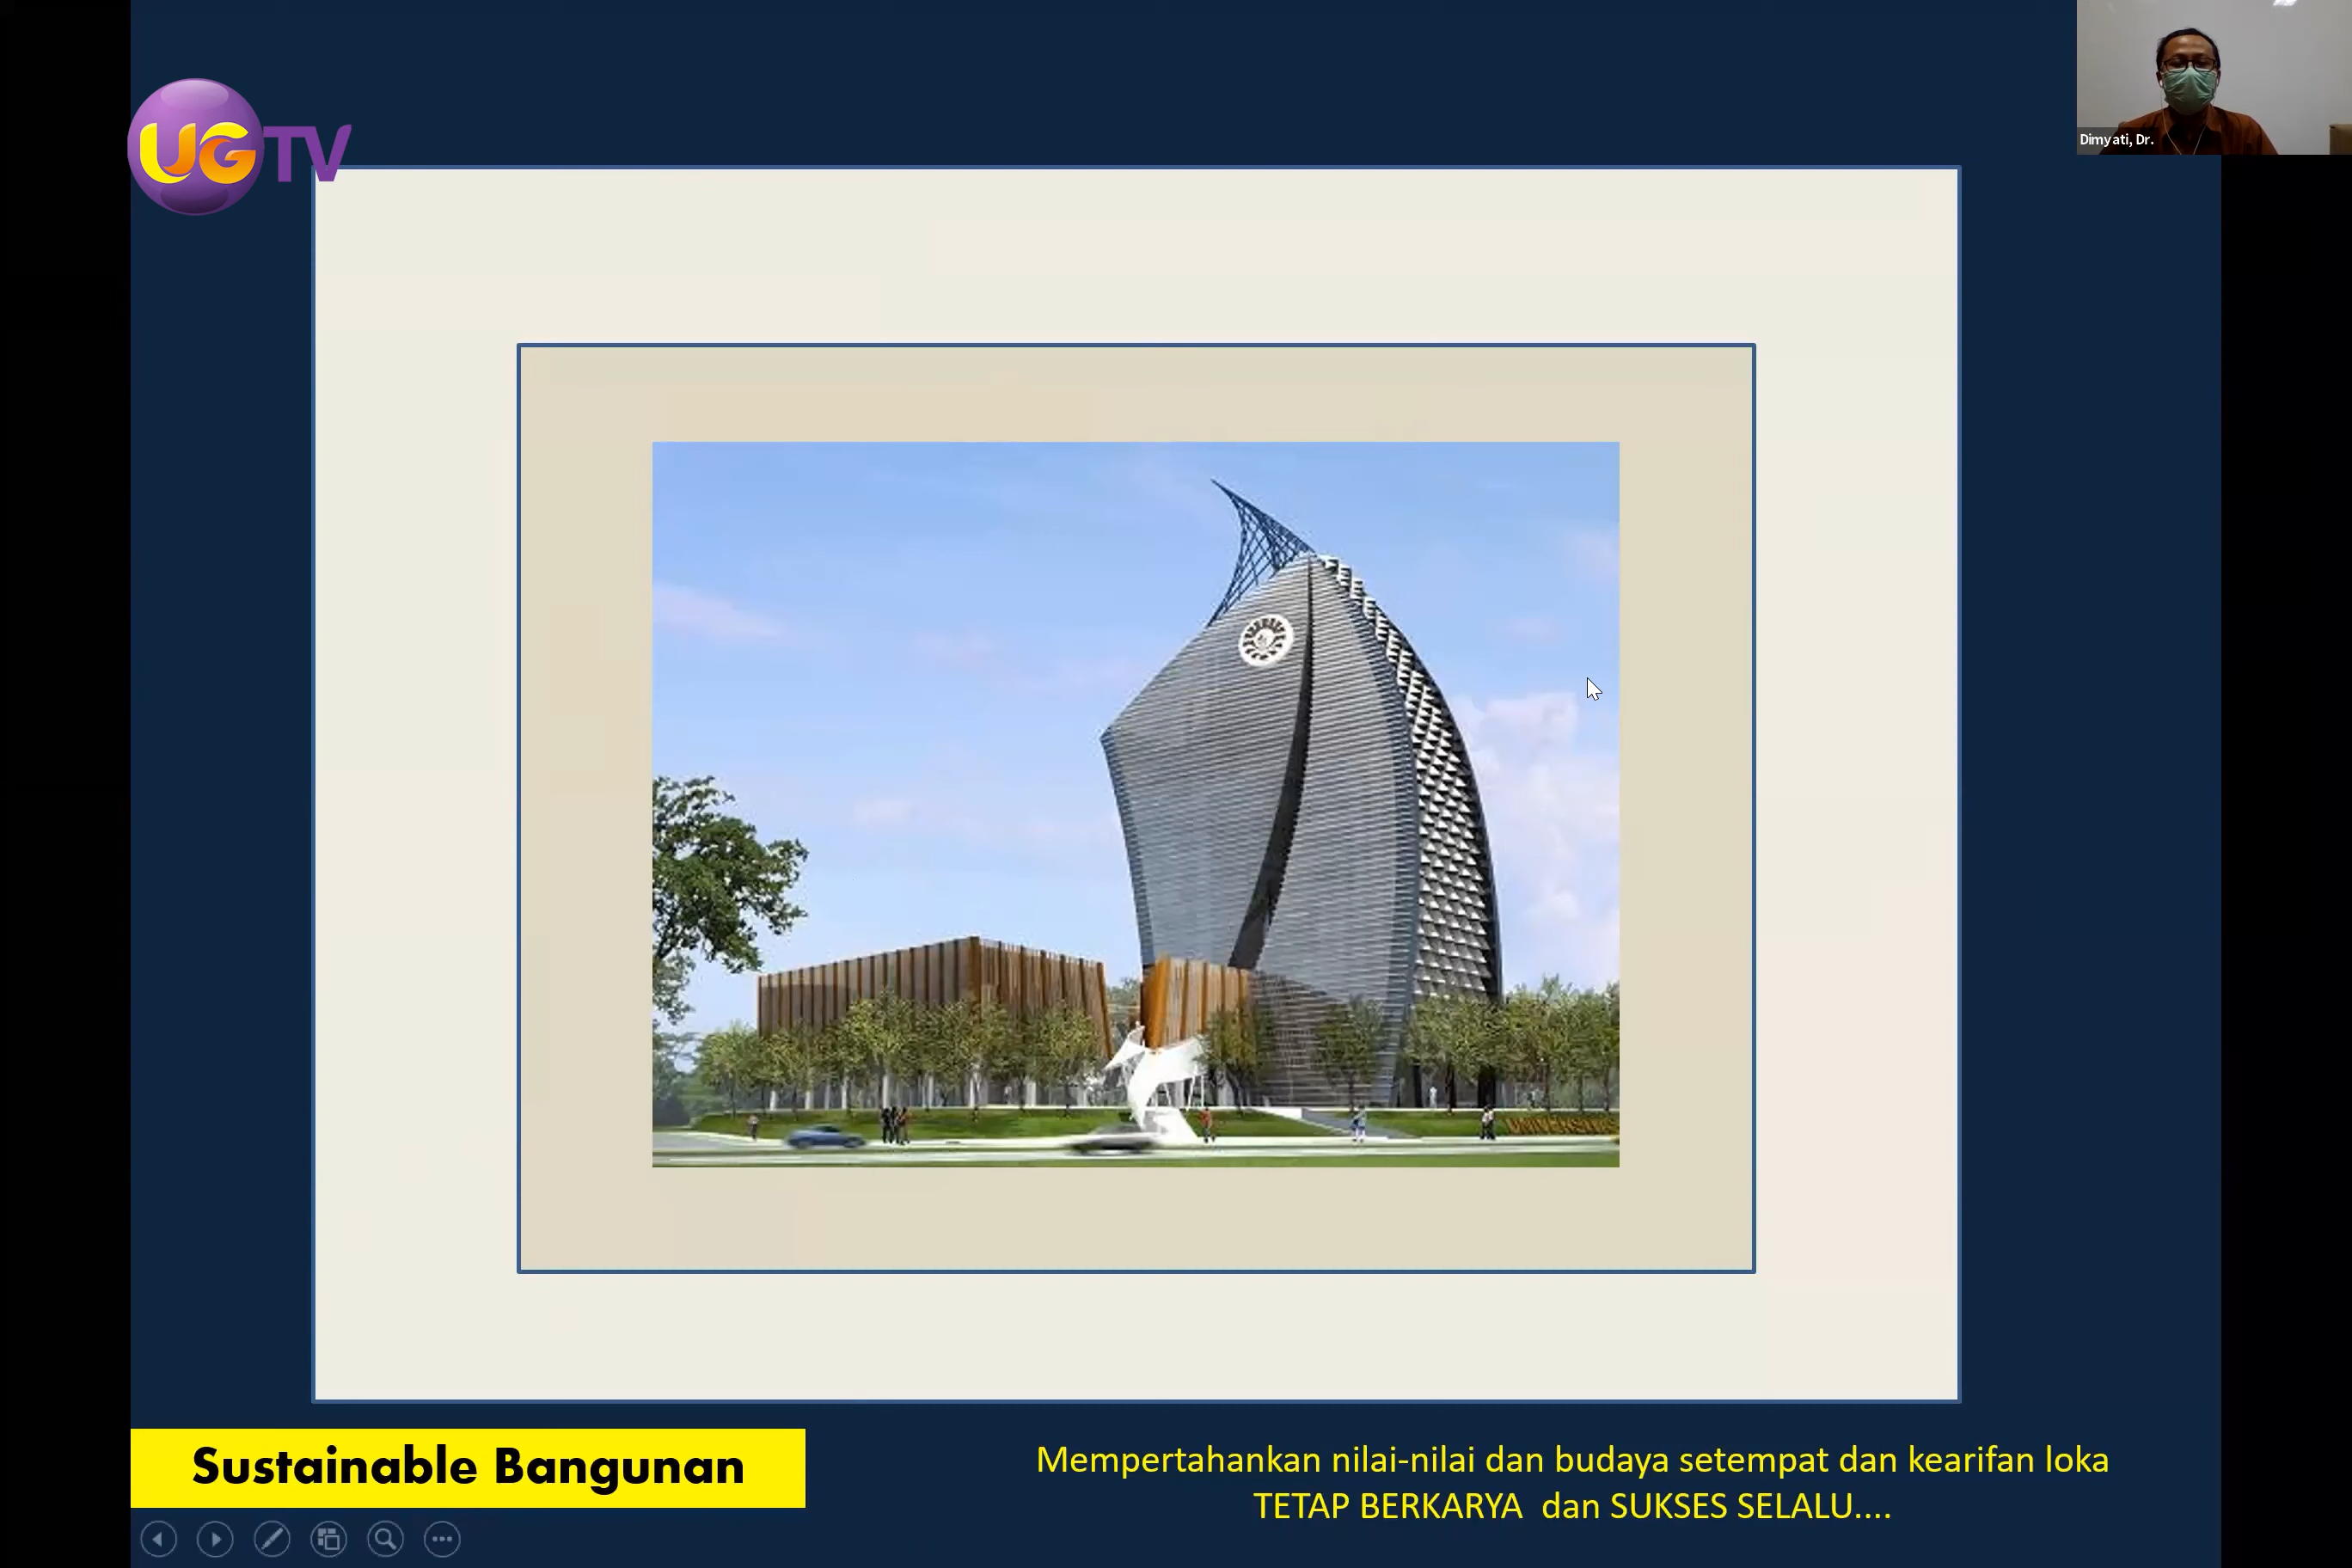 UGTV
Dimyati, Dr.
Sustainable Bangunan
Mempertahankan nilai-nilai dan budaya setempat dan kearifan loka
TETAP BERKARYA dan SUKSES SELALU....